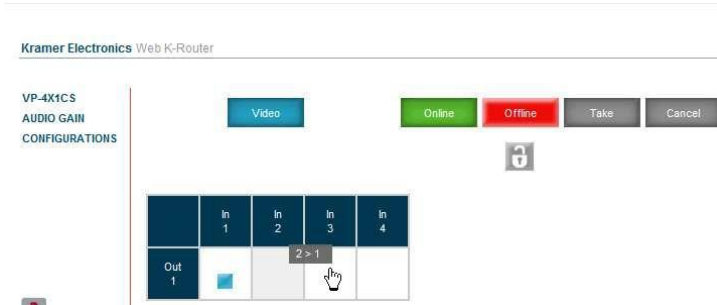 Kramer Electronics Web K-Router
VP-4X1CS
AUDIO GAIN
CONFIGURATIONS
Video
Online
Offline
Take
Cancel
In
1
In
2
In
3
In
4
2 > 1
Out
1